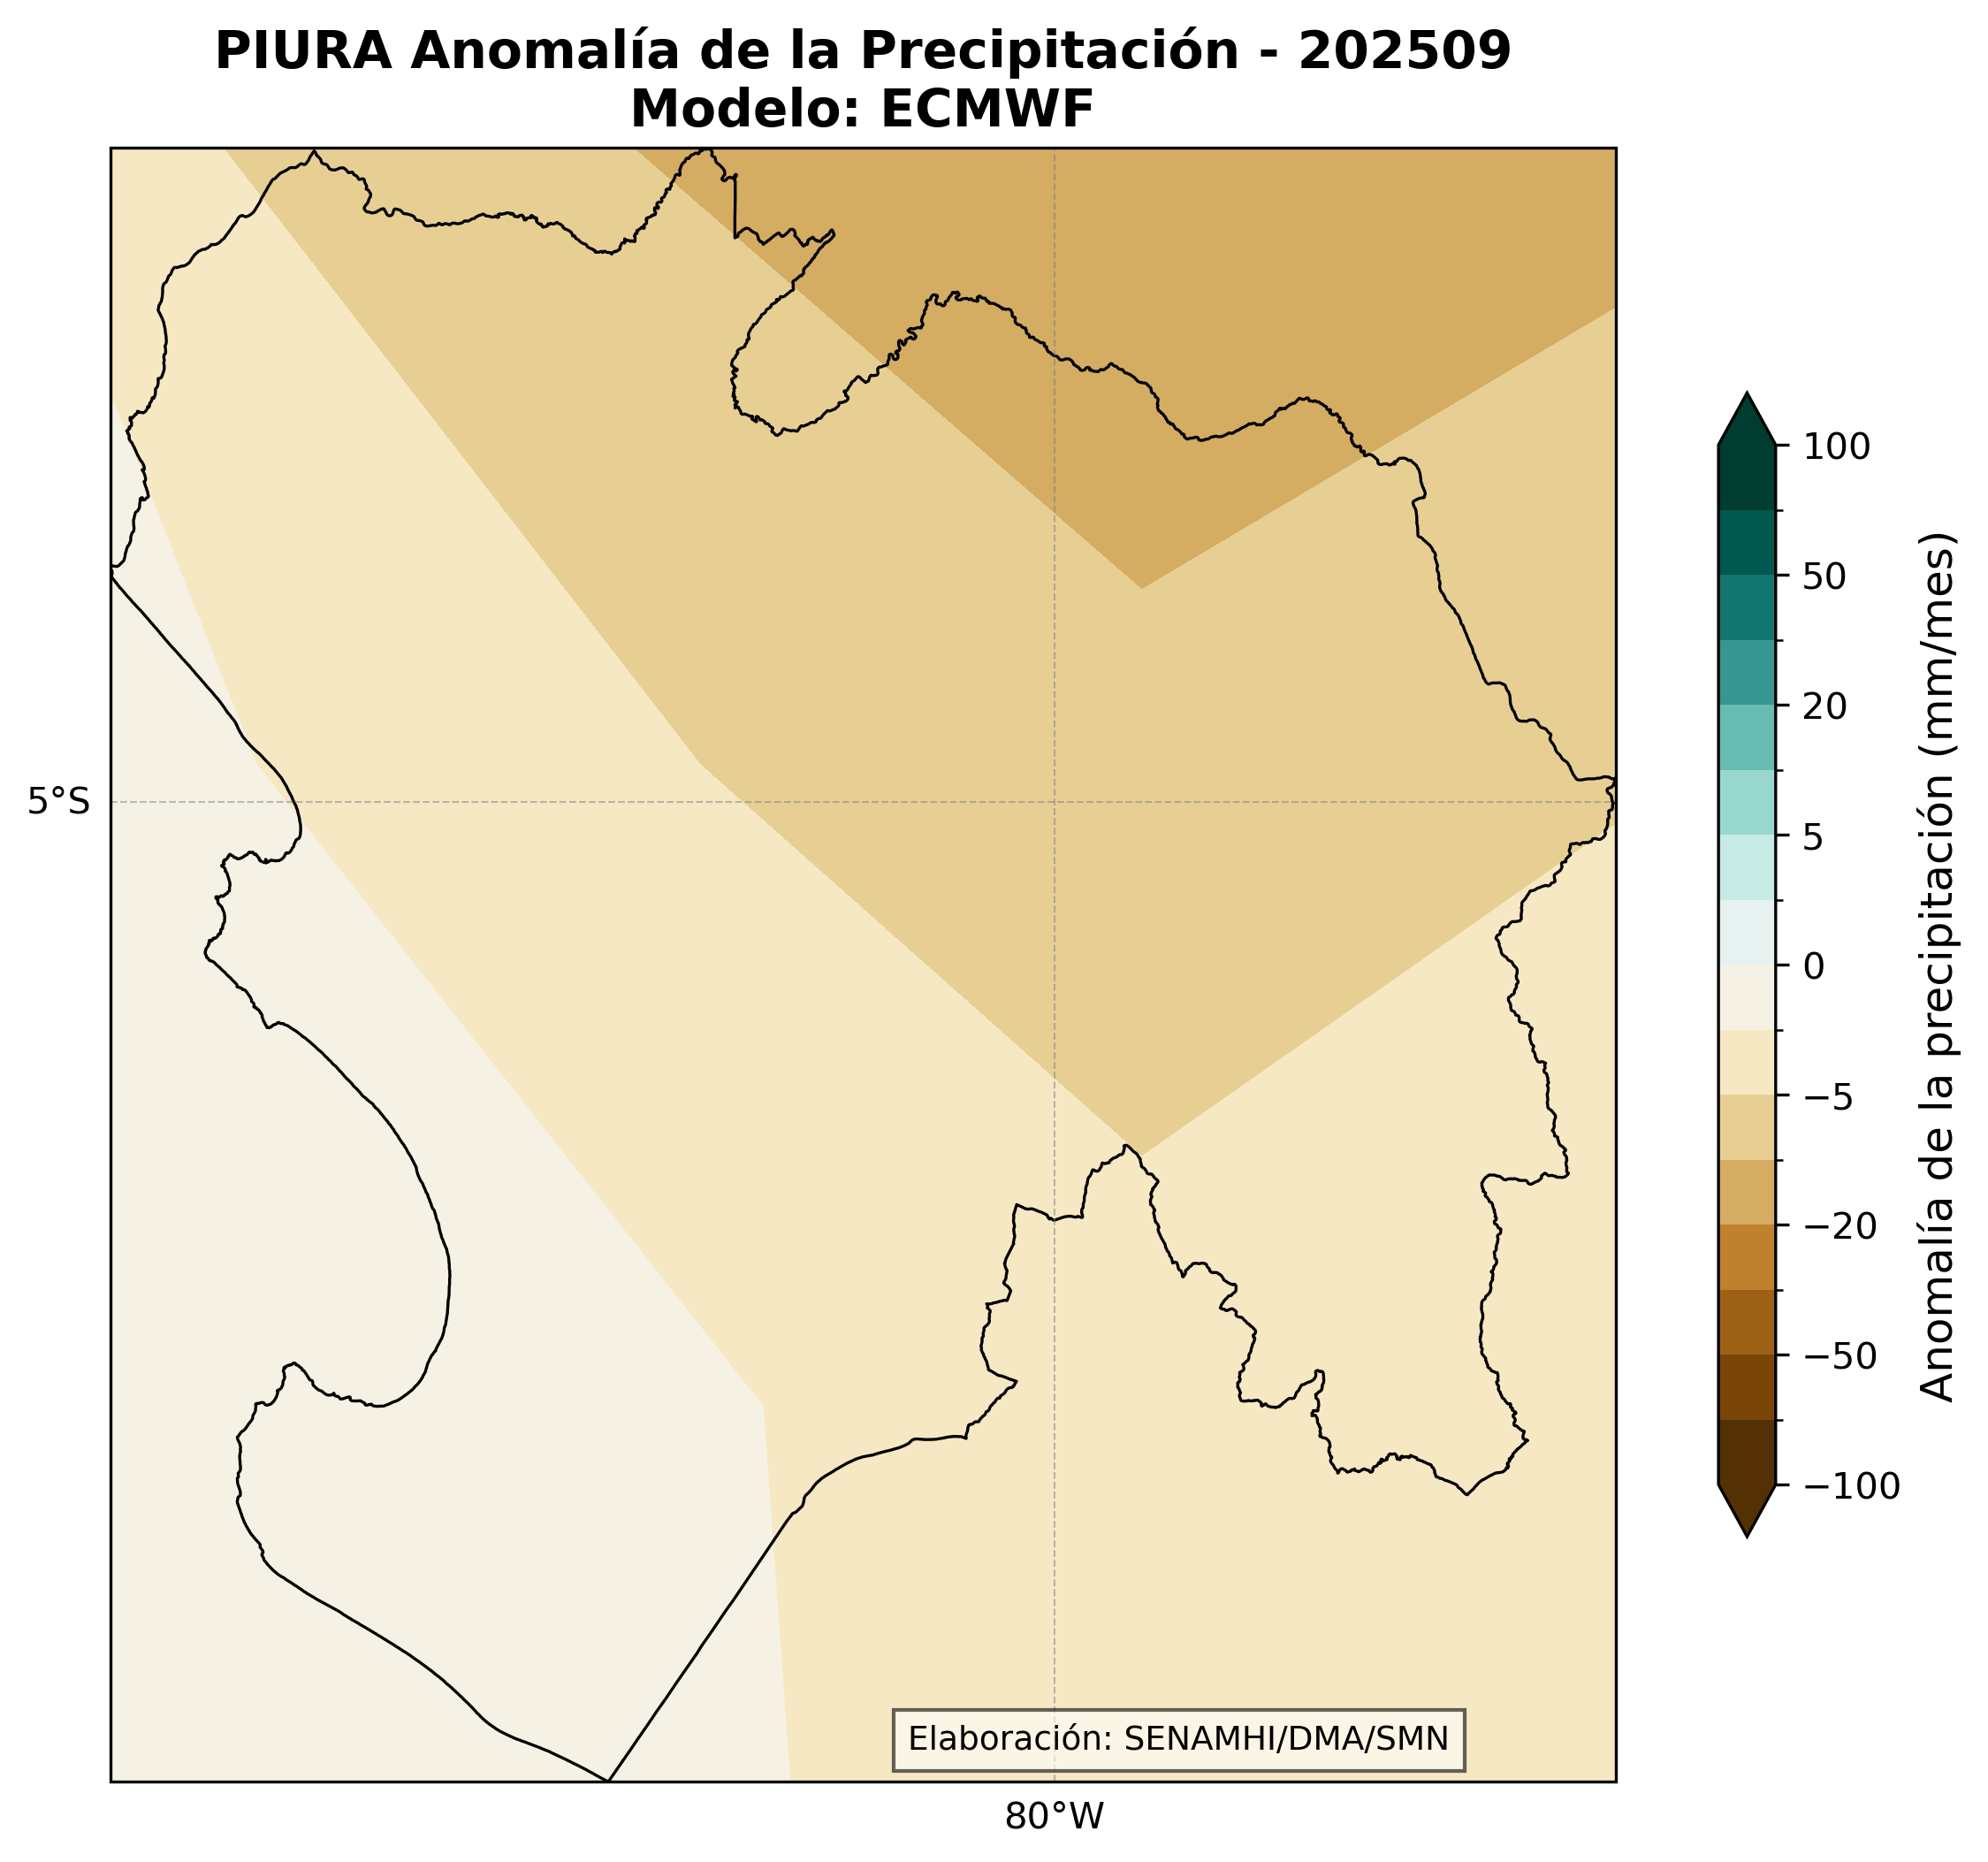 PIURA Anomalía de la Precipitación - 202509
Modelo: ECMWF
5°S
80°W
Elaboración: SENAMHI/DMA/SMN
100
50
20
5
0
−5
−20
−50
−100
Anomalía de la precipitación (mm/mes)